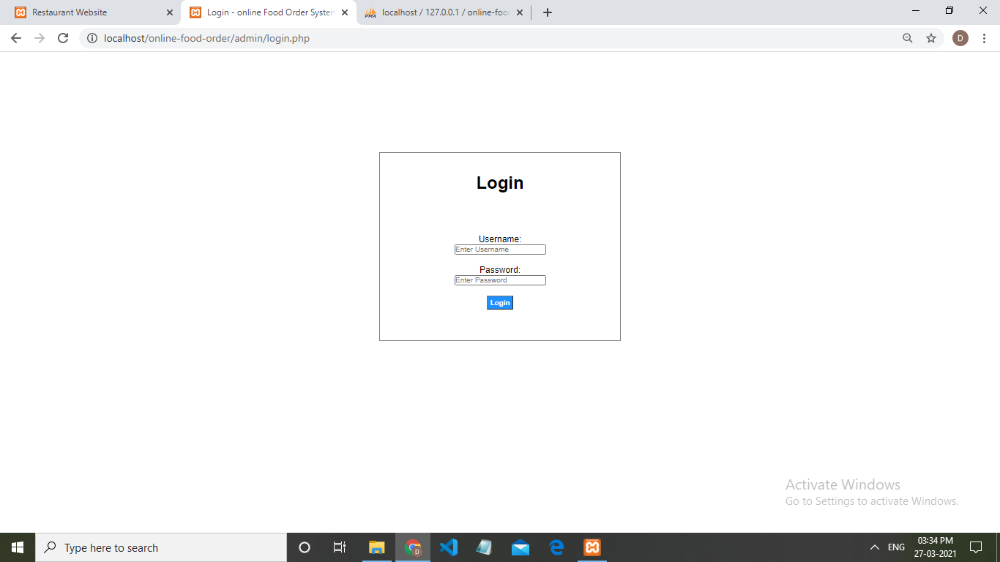 Restaurant Website
Login - online Food Order System
localhost / 127.0.0.1 / online-foo
localhost/online-food-order/admin/login.php
D
Login
Username:
Enter Username
Password:
Enter Password
Login
Activate Windows
Go to Settings to activate Windows.
Type here to search
D
ENG
03:34 PM
27-03-2021